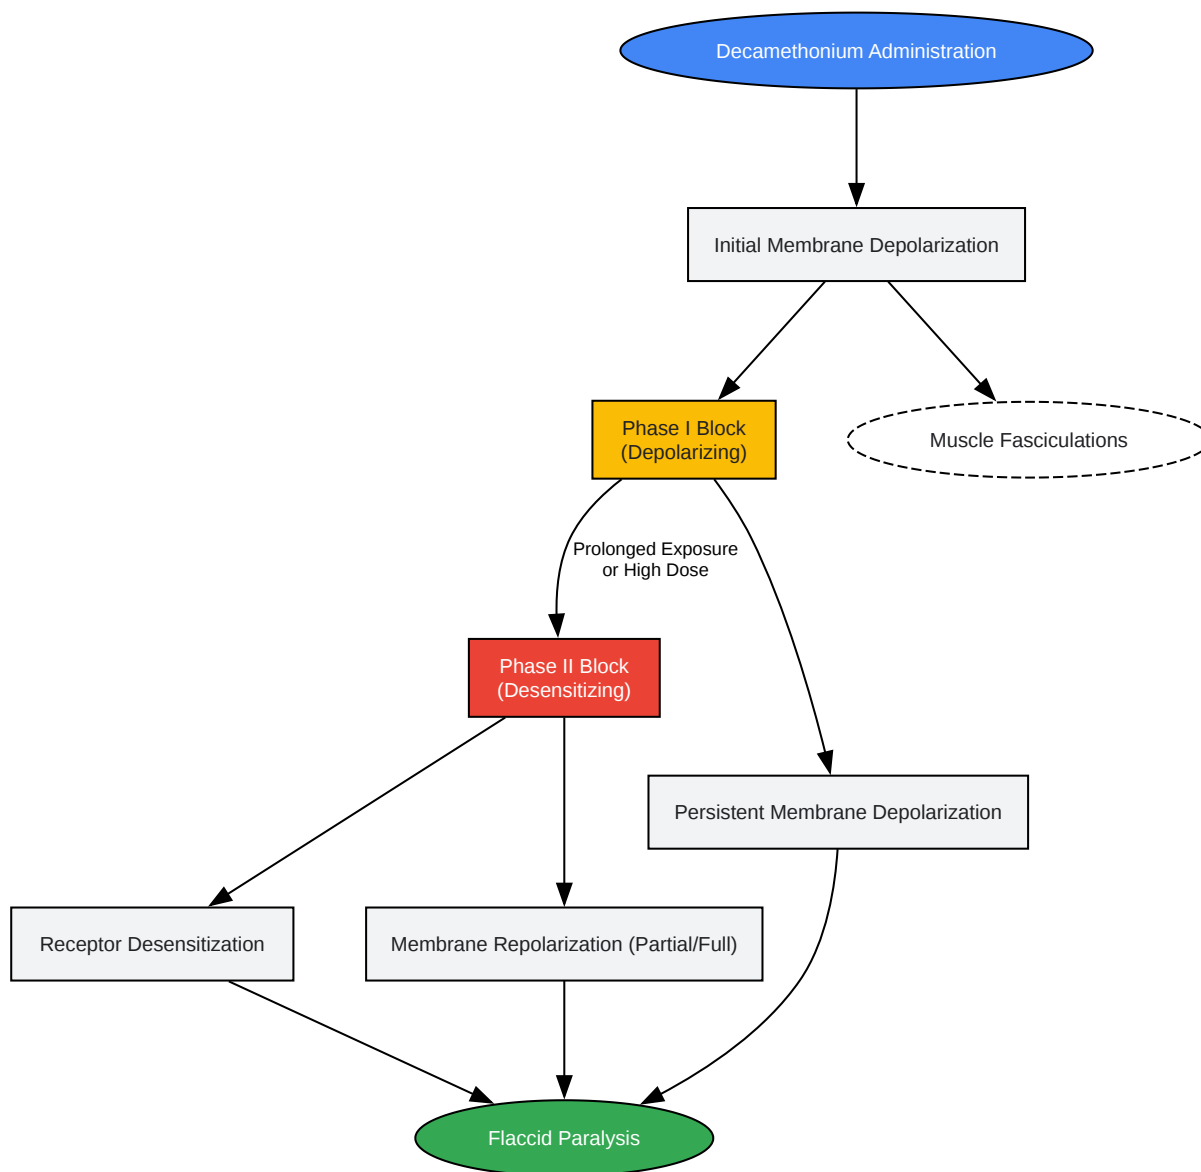 Decamethonium Administration
Initial Membrane Depolarization
Phase I Block
(Depolarizing)
Muscle Fasciculations
Prolonged Exposure
or High Dose
Phase II Block
(Desensitizing)
Persistent Membrane Depolarization
Receptor Desensitization
Membrane Repolarization (Partial/Full)
Flaccid Paralysis